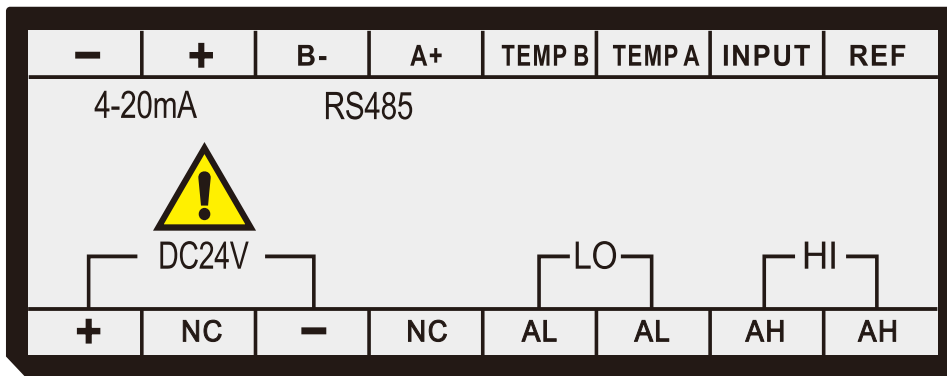 - + B- A+ TEMP B TEMP A INPUT REF
4-20mA RS485
!
DC24V LO HI
+ NC - NC AL AL AH AH